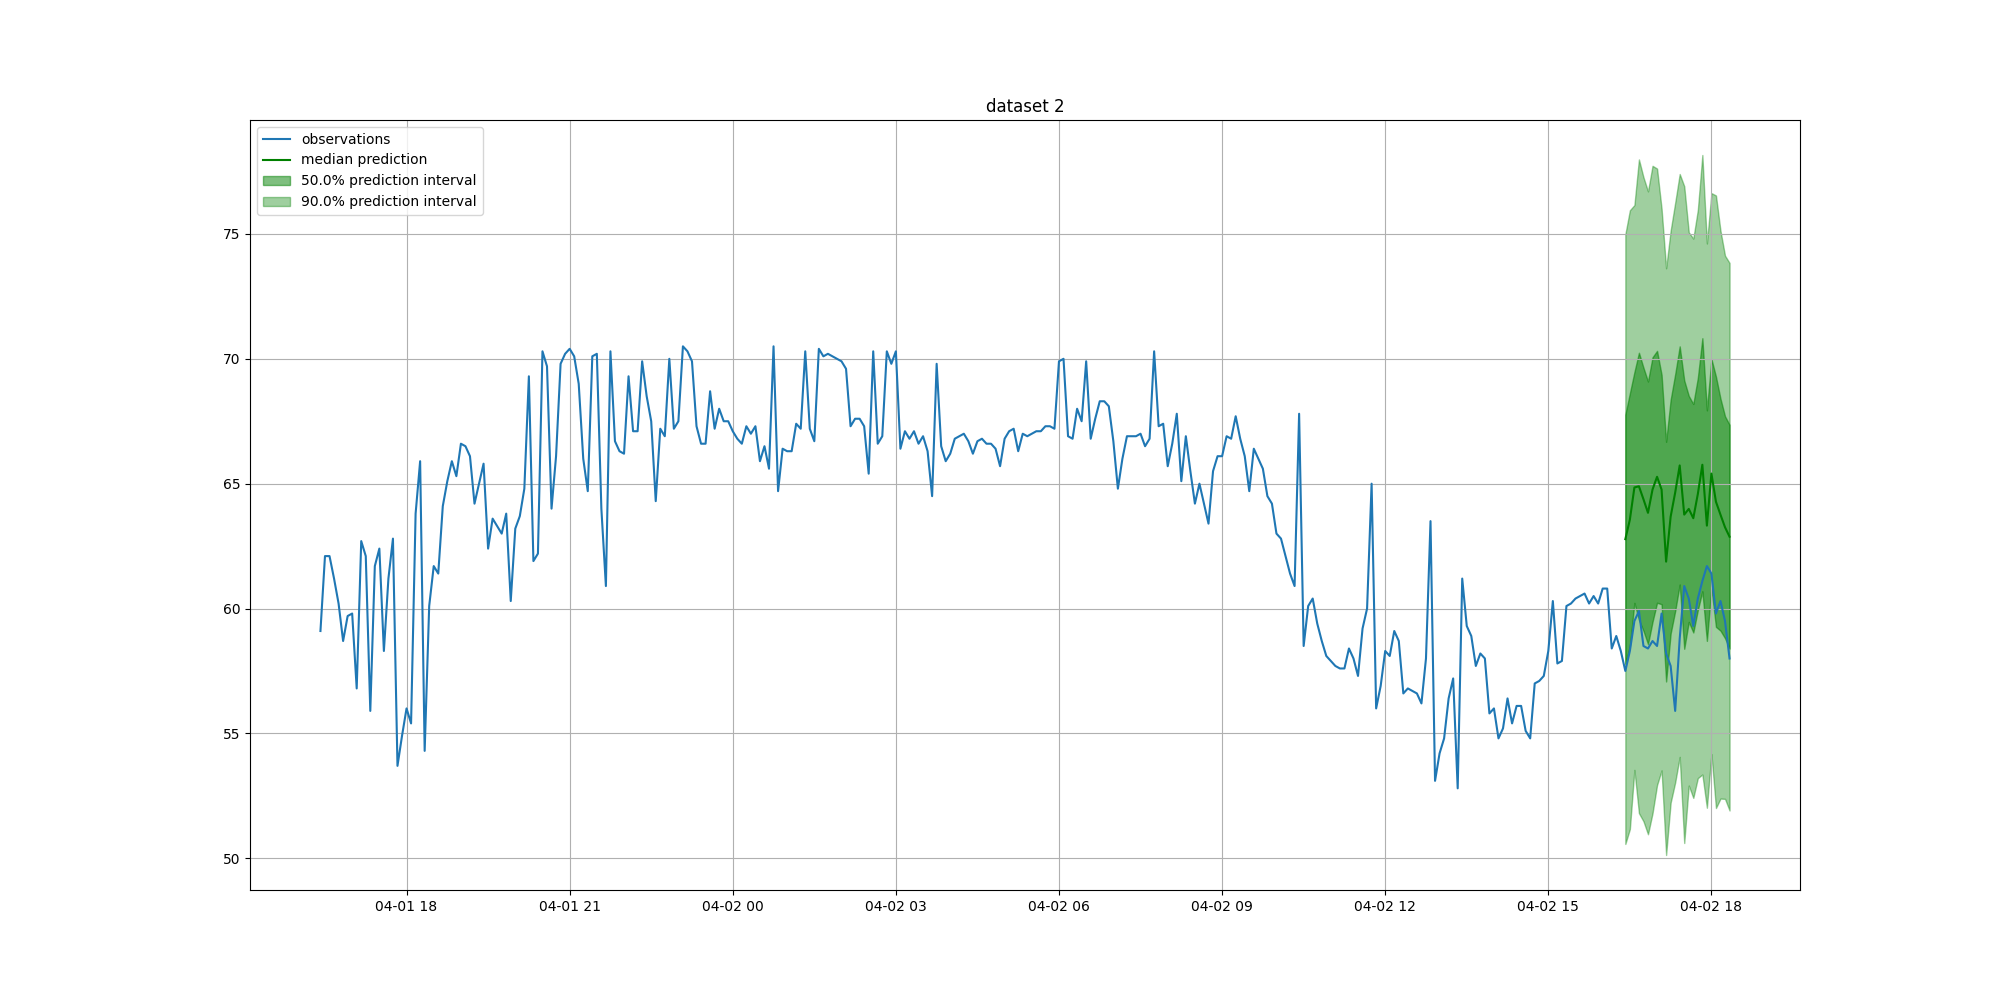 dataset 2
observations
median prediction
50.0% prediction interval
90.0% prediction interval
75
70
65
60
55
50
04-01 18 04-01 21 04-02 00 04-02 03 04-02 06 04-02 09 04-02 12 04-02 15 04-02 18